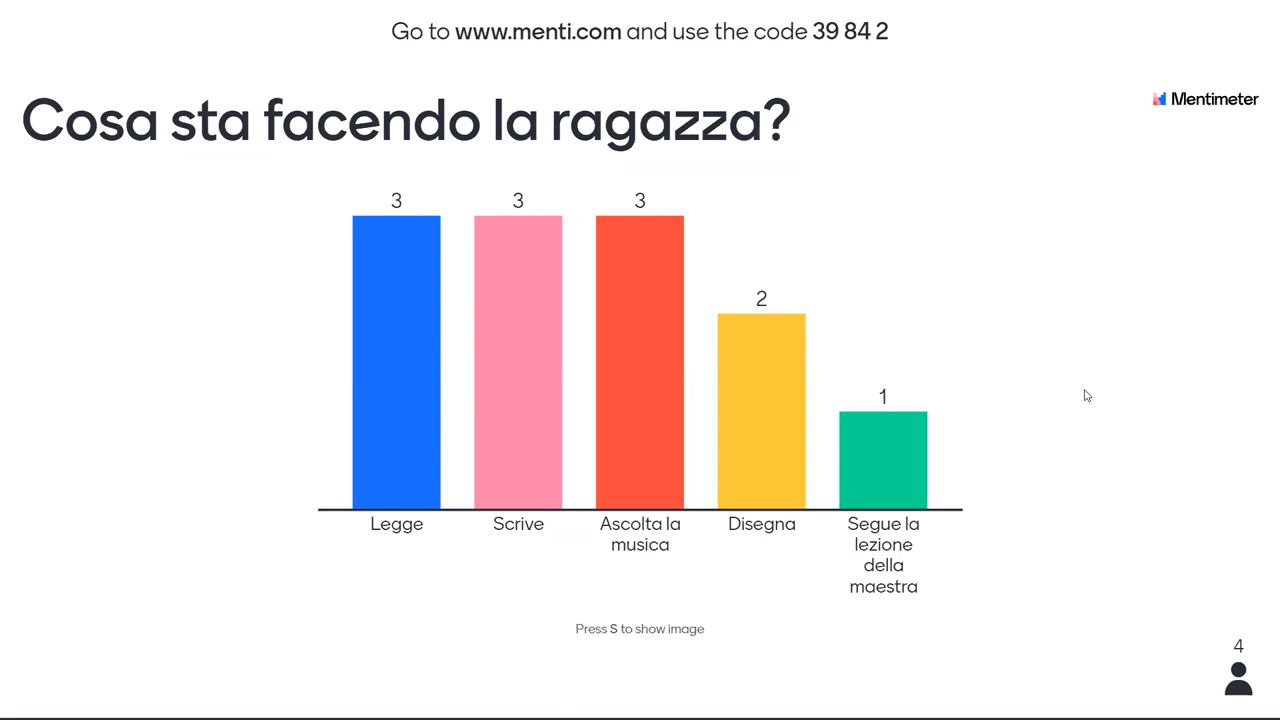 Go to www.menti.com and use the code 39 84 2
Mentimeter
Cosa sta facendo la ragazza?
3
3
3
2
1
Legge
Scrive
Ascolta la
musica
Disegna
Segue la
lezione
della
maestra
Press S to show image
4